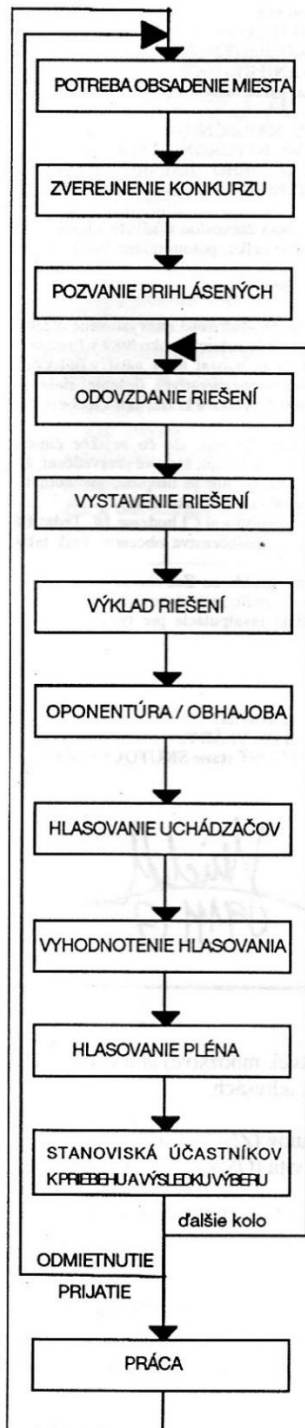 POTREBA OBSADENIE MIESTA
ZVEREJNENIE KONKURZU
POZVANIE PRIHLÁSENÝCH
ODOVZDANIE RIEŠENÍ
VYSTAVENIE RIEŠENÍ
VÝKLAD RIEŠENÍ
OPONENTÚRA / OBHAJOBA
HLASOVANIE UCHÁDZAČOV
VYHODNOTENIE HLASOVANIA
HLASOVANIE PLÉNA
STANOVISKÁ ÚČASTNÍKOV
K PRIEBEHU A VÝSLEDKU VÝBERU
ďalšie kolo
ODMIETNUTIE
PRIJATIE
PRÁCA